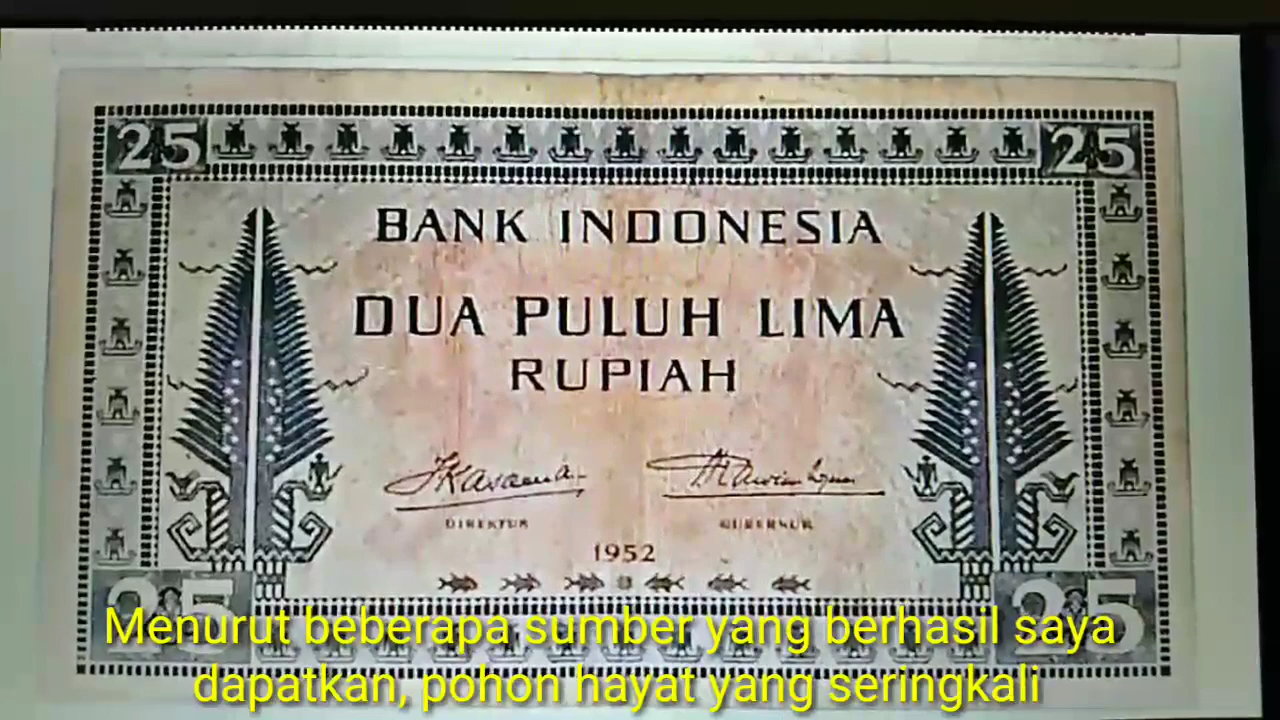 25 25
BANK INDONESIA
DUA PULUH LIMA
RUPIAH
DIREKTUR GUBERNUR
1952
25 25
Menurut beberapa sumber yang berhasil saya
dapatkan, pohon hayat yang seringkali